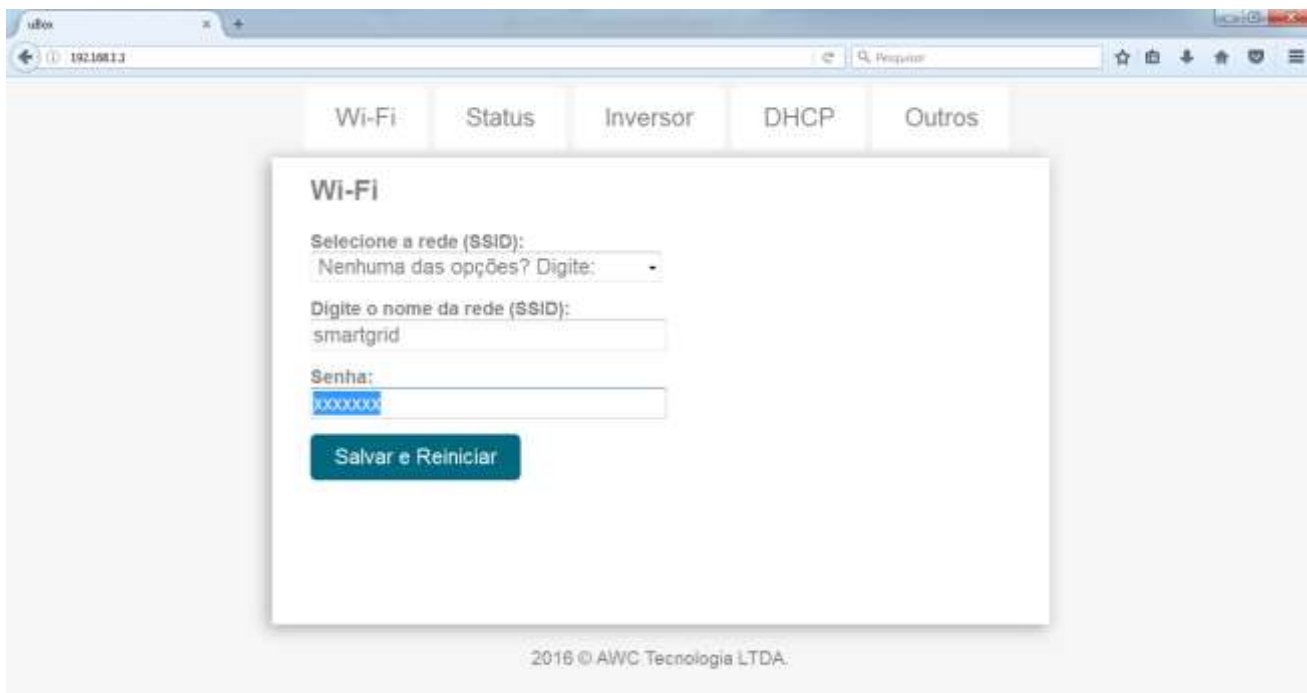 uBox
192.168.1.1
Pesquisar
Wi-Fi Status Inversor DHCP Outros
Wi-Fi
Selecione a rede (SSID):
Nenhuma das opções? Digite:
Digite o nome da rede (SSID):
smartgrid
Senha:
xxxxxxx
Salvar e Reiniciar
2016 © AWC Tecnologia LTDA.